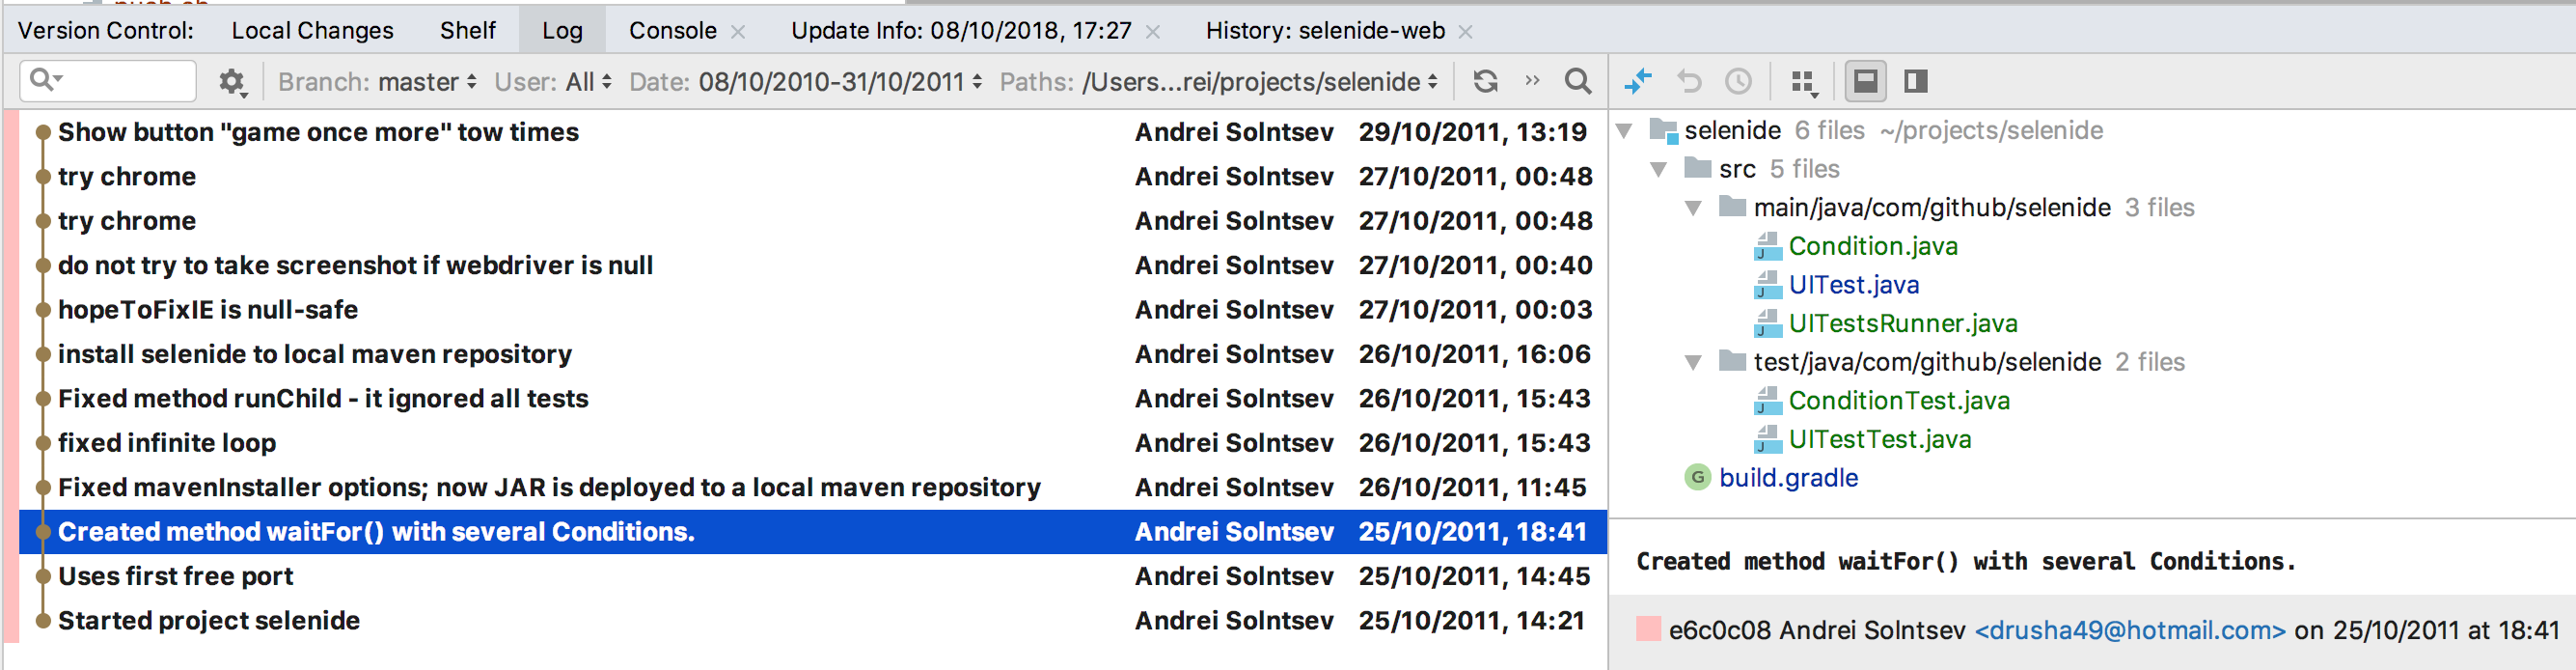 Version Control: Local Changes Shelf Log Console Update Info: 08/10/2018, 17:27 History: selenide-web
Branch: master User: All Date: 08/10/2010-31/10/2011 Paths: /Users...rei/projects/selenide
Show button "game once more" tow times Andrei Solntsev 29/10/2011, 13:19
try chrome Andrei Solntsev 27/10/2011, 00:48
try chrome Andrei Solntsev 27/10/2011, 00:48
do not try to take screenshot if webdriver is null Andrei Solntsev 27/10/2011, 00:40
hopeToFixIE is null-safe Andrei Solntsev 27/10/2011, 00:03
install selenide to local maven repository Andrei Solntsev 26/10/2011, 16:06
Fixed method runChild - it ignored all tests Andrei Solntsev 26/10/2011, 15:43
fixed infinite loop Andrei Solntsev 26/10/2011, 15:43
Fixed mavenInstaller options; now JAR is deployed to a local maven repository Andrei Solntsev 26/10/2011, 11:45
Created method waitFor() with several Conditions. Andrei Solntsev 25/10/2011, 18:41
Uses first free port Andrei Solntsev 25/10/2011, 14:45
Started project selenide Andrei Solntsev 25/10/2011, 14:21
selenide 6 files ~/projects/selenide
src 5 files
main/java/com/github/selenide 3 files
Condition.java
UITest.java
UITestsRunner.java
test/java/com/github/selenide 2 files
ConditionTest.java
UITestTest.java
build.gradle
Created method waitFor() with several Conditions.
e6c0c08 Andrei Solntsev <drusha49@hotmail.com> on 25/10/2011 at 18:41